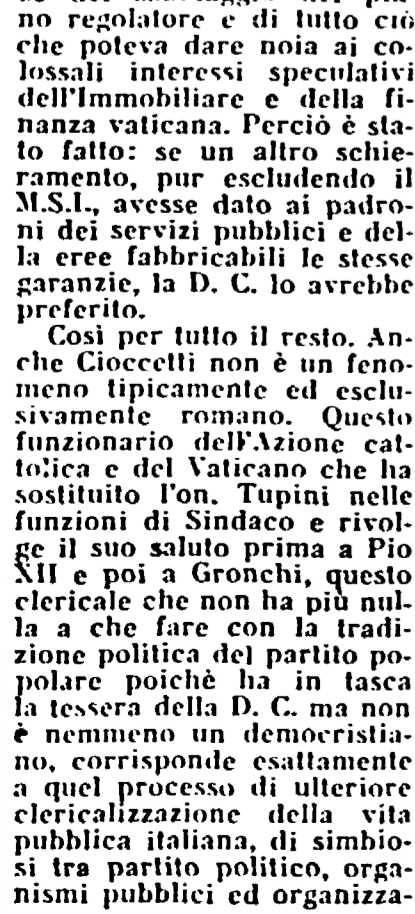 no regolatore e di tutto ciò
che poteva dare noia ai co-
lossali interessi speculativi
dell'Immobiliare e della fi-
nanza vaticana. Perciò è sta-
to fatto: se un altro schie-
ramento, pur escludendo il
M.S.I., avesse dato ai padro-
ni dei servizi pubblici e del-
la eree fabbricabili le stesse
garanzie, la D. C. lo avrebbe
preferito.
Così per tutto il resto. An-
che Cioccetti non è un feno-
meno tipicamente ed esclu-
sivamente romano. Questo
funzionario dell'Azione cat-
tolica e del Vaticano che ha
sostituito l'on. Tupini nelle
funzioni di Sindaco e rivol-
ge il suo saluto prima a Pio
XII e poi a Gronchi, questo
clericale che non ha più nul-
la a che fare con la tradi-
zione politica del partito po-
polare poichè ha in tasca
la tessera della D. C. ma non
è nemmeno un democristia-
no, corrisponde esattamente
a quel processo di ulteriore
clericalizzazione della vita
pubblica italiana, di simbio-
si tra partito politico, orga-
nismi pubblici ed organizza-